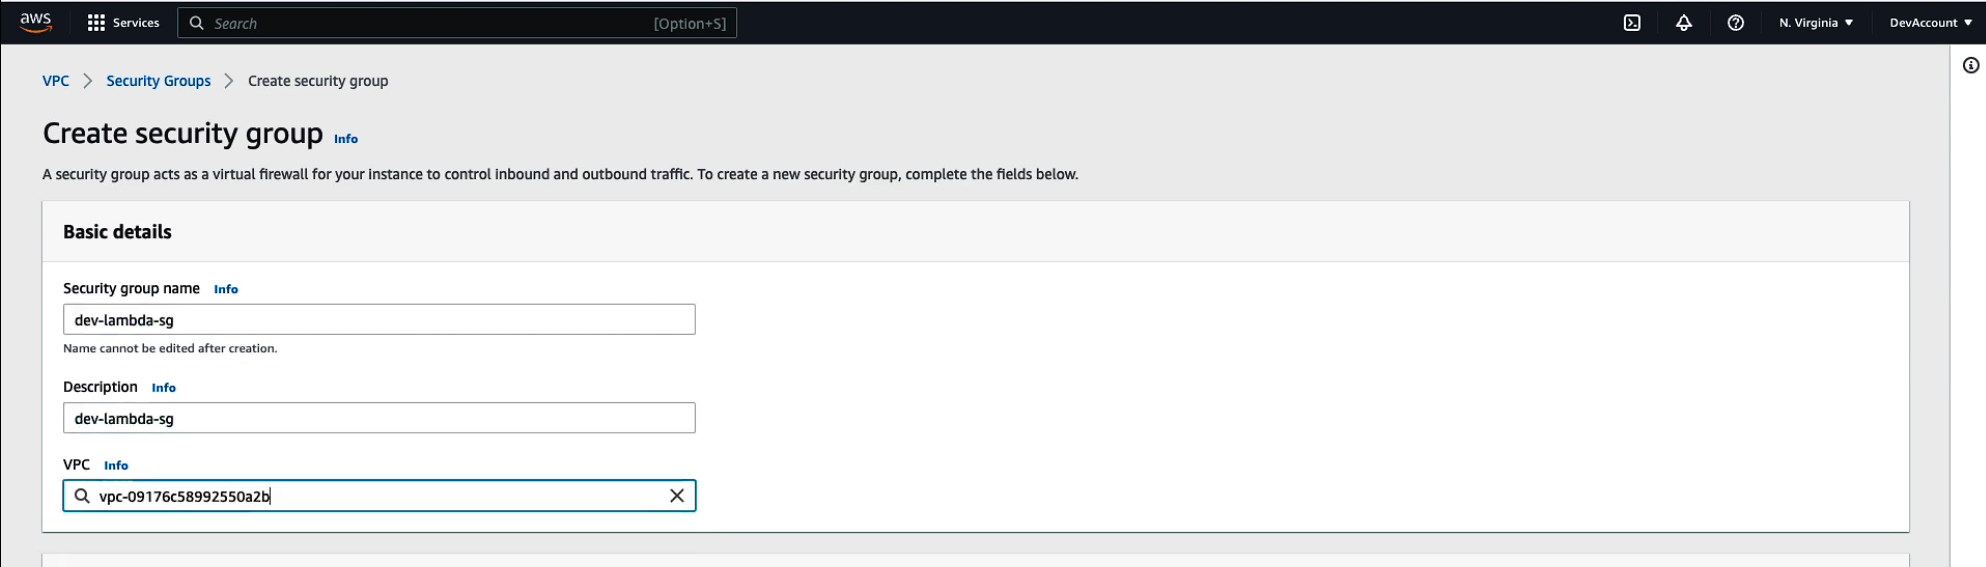 aws Services Search [Option+S] N. Virginia ▼ DevAccount ▼
VPC > Security Groups > Create security group
Create security group Info
A security group acts as a virtual firewall for your instance to control inbound and outbound traffic. To create a new security group, complete the fields below.
Basic details
Security group name Info
dev-lambda-sg
Name cannot be edited after creation.
Description Info
dev-lambda-sg
VPC Info
vpc-09176c58992550a2b